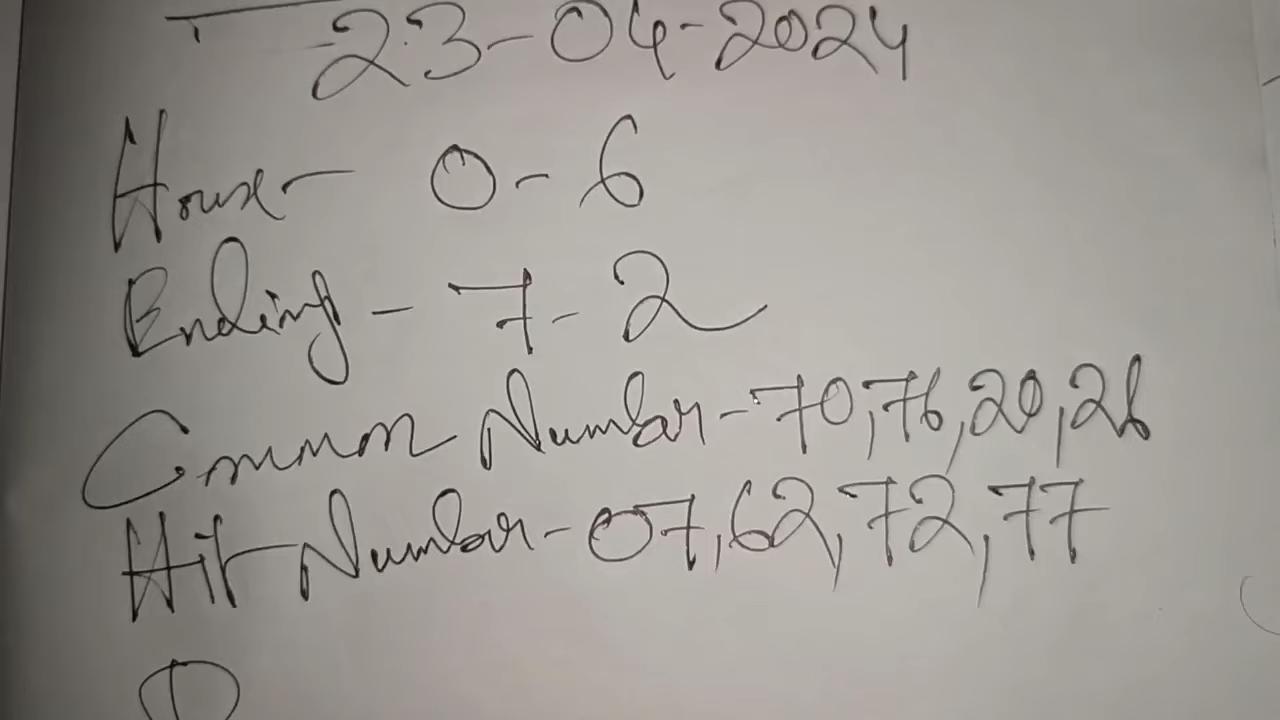 23-04-2024
House- 0-6
Ending- 7-2
Common Number-70,76,20,26
Hit Number-07,62,72,77